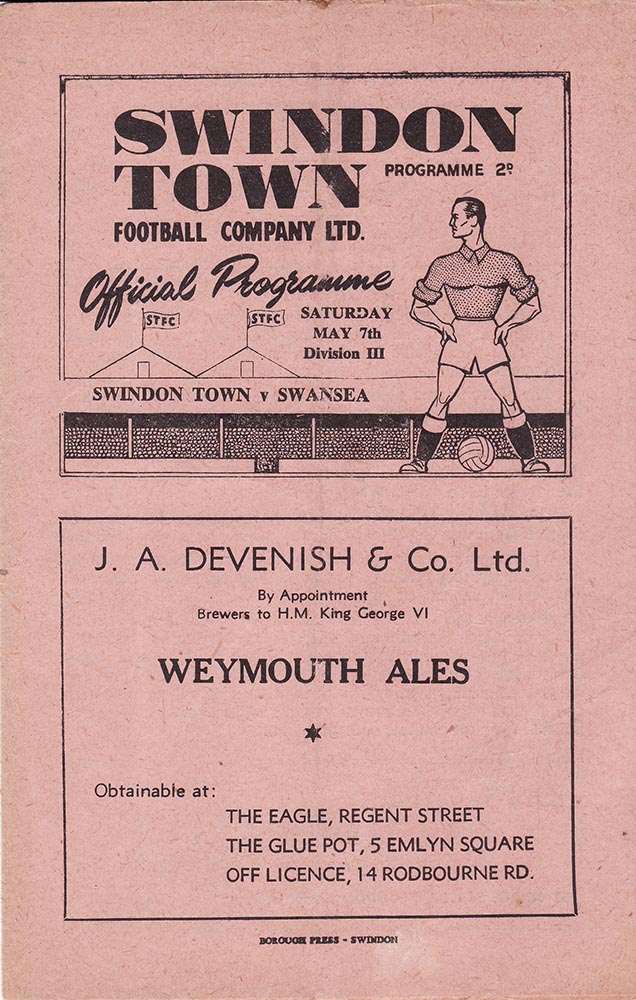 SWINDON
TOWN
PROGRAMME 2D
FOOTBALL COMPANY LTD.
Official Programme
STFC
STFC
SATURDAY
MAY 7th
Division III
SWINDON TOWN v SWANSEA
J. A. DEVENISH & Co. Ltd.
By Appointment
Brewers to H.M. King George VI
WEYMOUTH ALES
Obtainable at:
THE EAGLE, REGENT STREET
THE GLUE POT, 5 EMLYN SQUARE
OFF LICENCE, 14 RODBOURNE RD.
BOROUGH PRESS - SWINDON